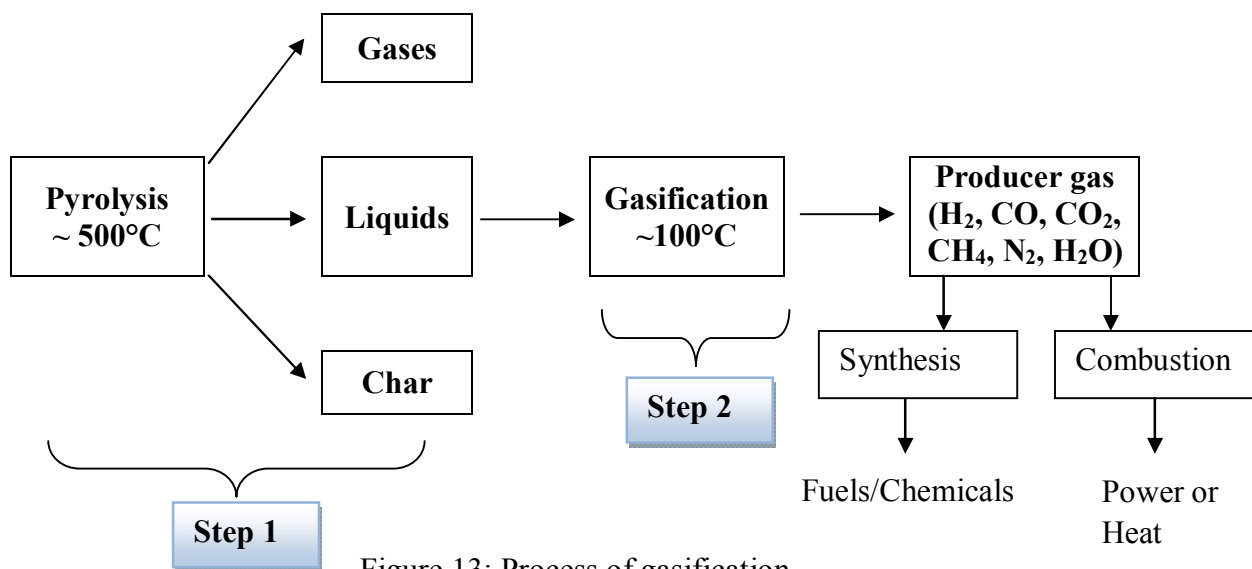 Gases
Pyrolysis
~ 500°C
Liquids
Gasification
~100°C
Producer gas
(H₂, CO, CO₂,
CH₄, N₂, H₂O)
Char
Synthesis
Combustion
Step 2
Step 1
Fuels/Chemicals
Power or
Heat
Figure 13: Process of gasification